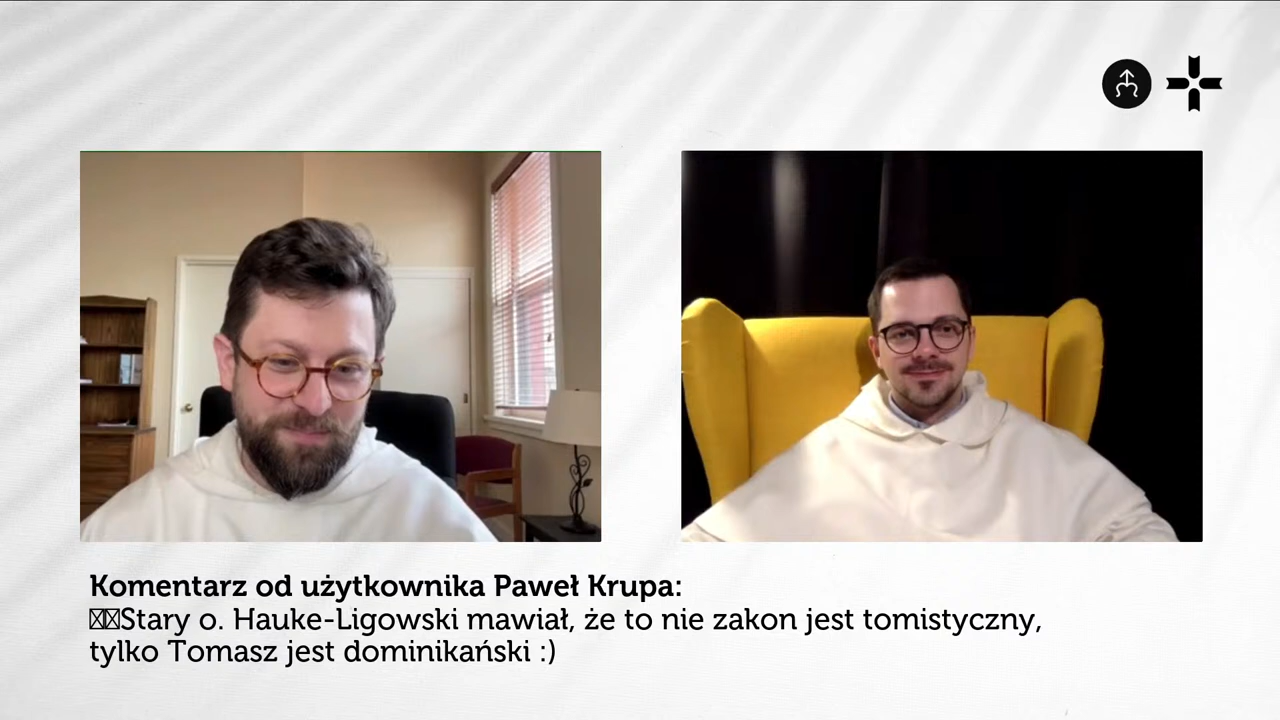 Komentarz od użytkownika Paweł Krupa:
Stary o. Hauke-Ligowski mawiał, że to nie zakon jest tomistyczny,
tylko Tomasz jest dominikański :)